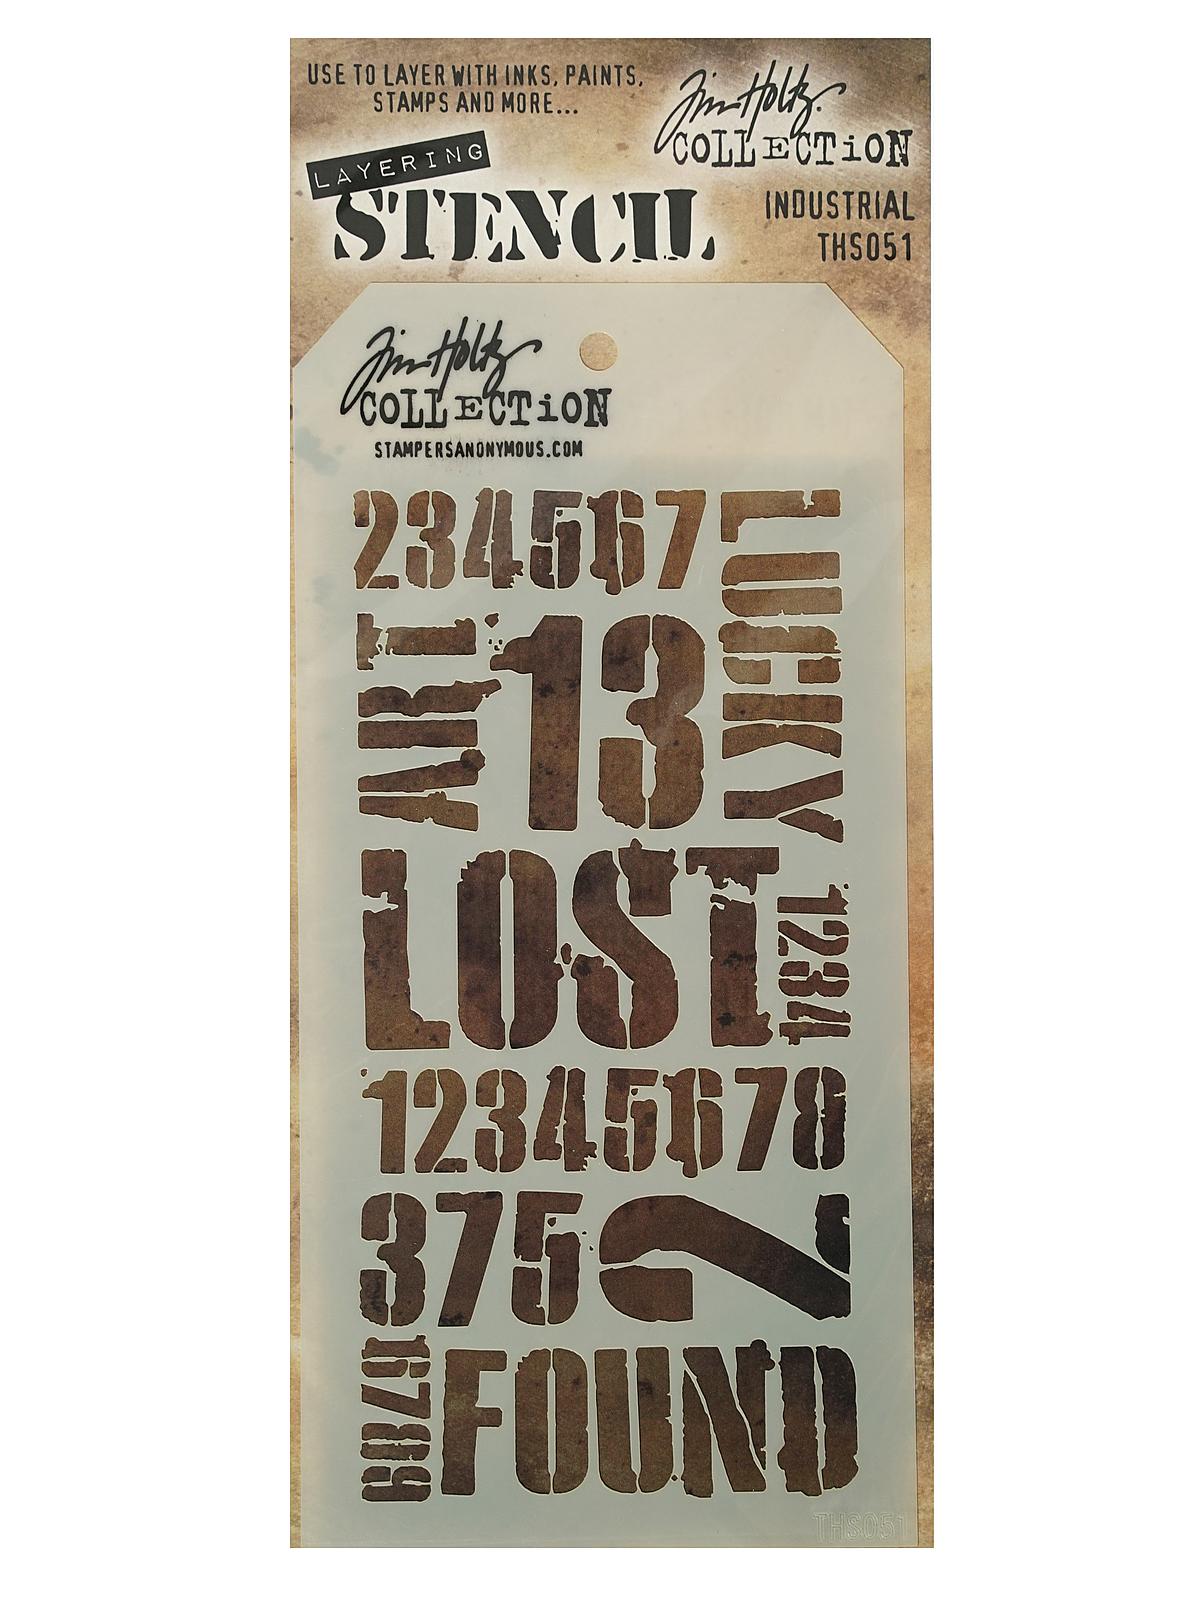 USE TO LAYER WITH INKS, PAINTS,
STAMPS AND MORE...
Tim Holtz.
COLLECTiON
LAYERING
STENCIL
INDUSTRIAL
THS051
Tim Holtz
COLLECTiON
STAMPERSANONYMOUS.COM
234567
LUCKY
ART
13
LOST
1234
12345678
375
7
6789
FOUND
THS051